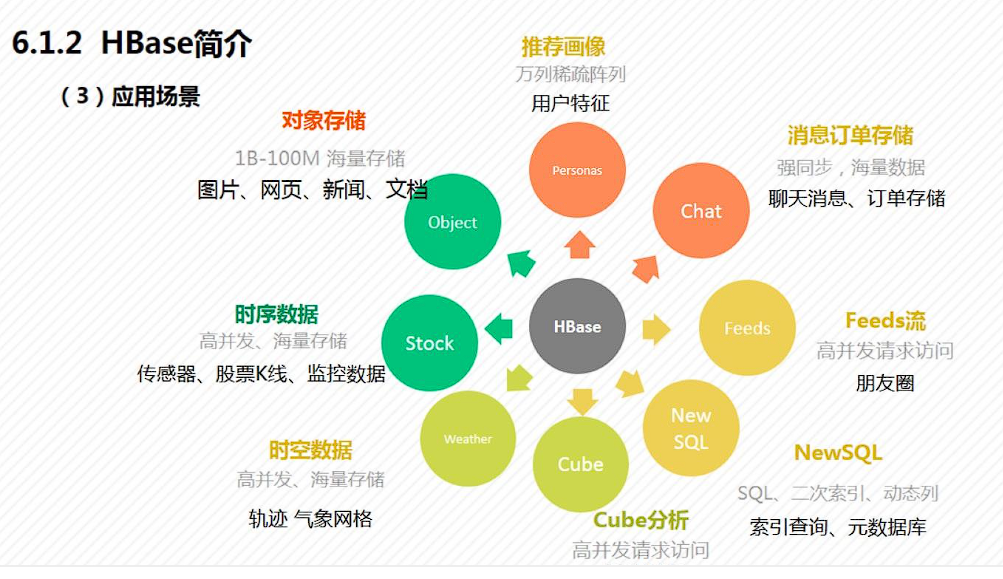 6.1.2 HBase简介
（3）应用场景
推荐画像
万列稀疏阵列
用户特征
Personas
对象存储
1B-100M 海量存储
图片、网页、新闻、文档
Object
消息订单存储
强同步，海量数据
聊天消息、订单存储
Chat
时序数据
高并发、海量存储
传感器、股票K线、监控数据
Stock
HBase
Feeds
Feeds流
高并发请求访问
朋友圈
时空数据
高并发、海量存储
轨迹 气象网格
Weather
Cube
Cube分析
高并发请求访问
New
SQL
NewSQL
SQL、二次索引、动态列
索引查询、元数据库